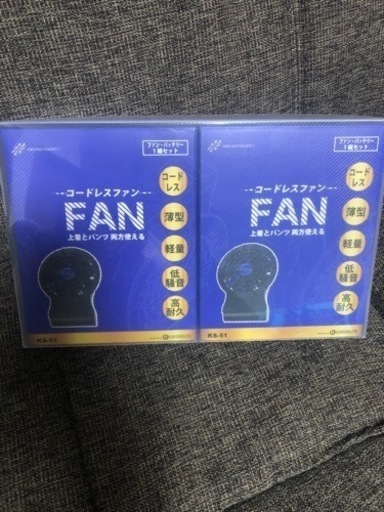 ファン・バッテリー
1個セット
コードレスファン
FAN
上着とパンツ 両方使える
コードレス
薄型
軽量
低騒音
高耐久
KS-51
ファン・バッテリー
1個セット
コードレスファン
FAN
上着とパンツ 両方使える
コードレス
薄型
軽量
低騒音
高耐久
KS-51